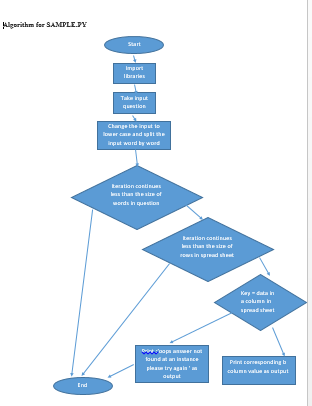 Algorithm for SAMPLE.PY
Start
Import
libraries
Take input
question
Change the input to
lower case and split the
input word by word
Iteration continues
less than the size of
words in question
Iteration continues
less than the size of
rows in spread sheet
Key = data in
a column in
spread sheet
Print ' oops answer not
found at an instance
please try again ' as
output
Print corresponding b
column value as output
End